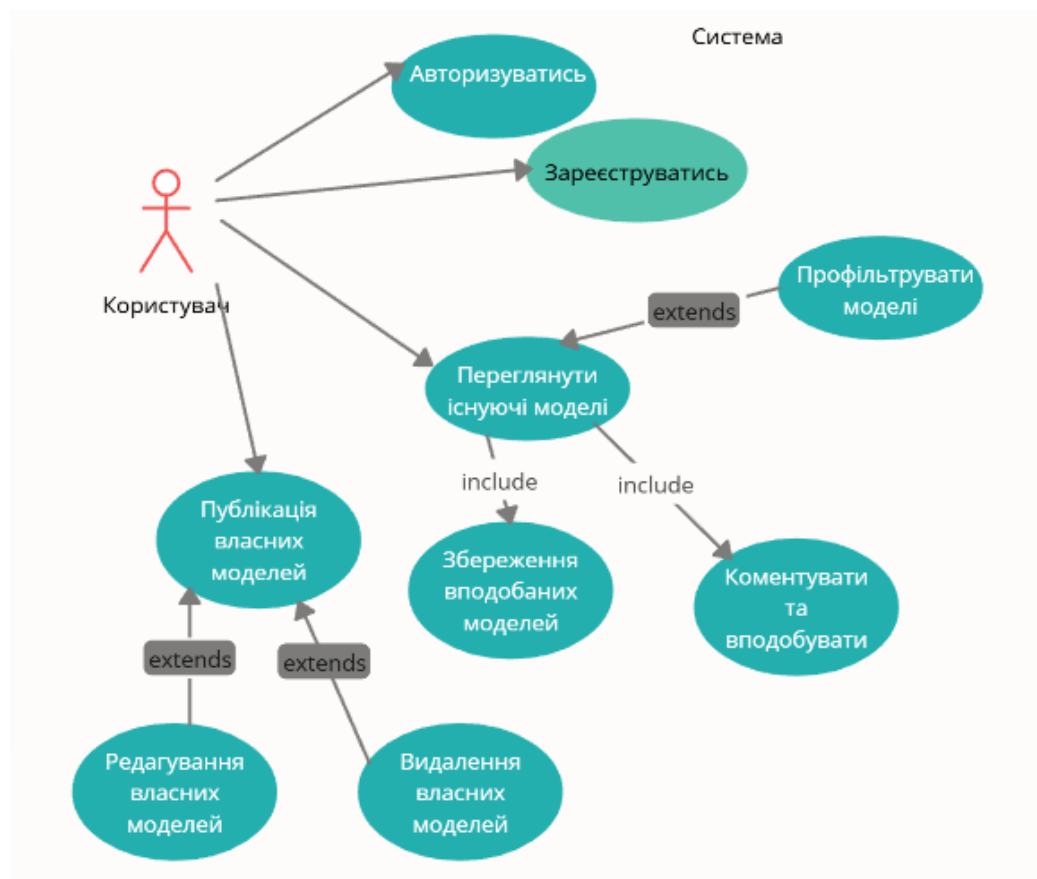 Система
Авторизуватись
Зареєструватись
Користувач
Профільтрувати
моделі
extends
Переглянути
існуючі моделі
include
include
Публікація
власних
моделей
Збереження
вподобаних
моделей
Коментувати
та
вподобувати
extends
extends
Редагування
власних
моделей
Видалення
власних
моделей